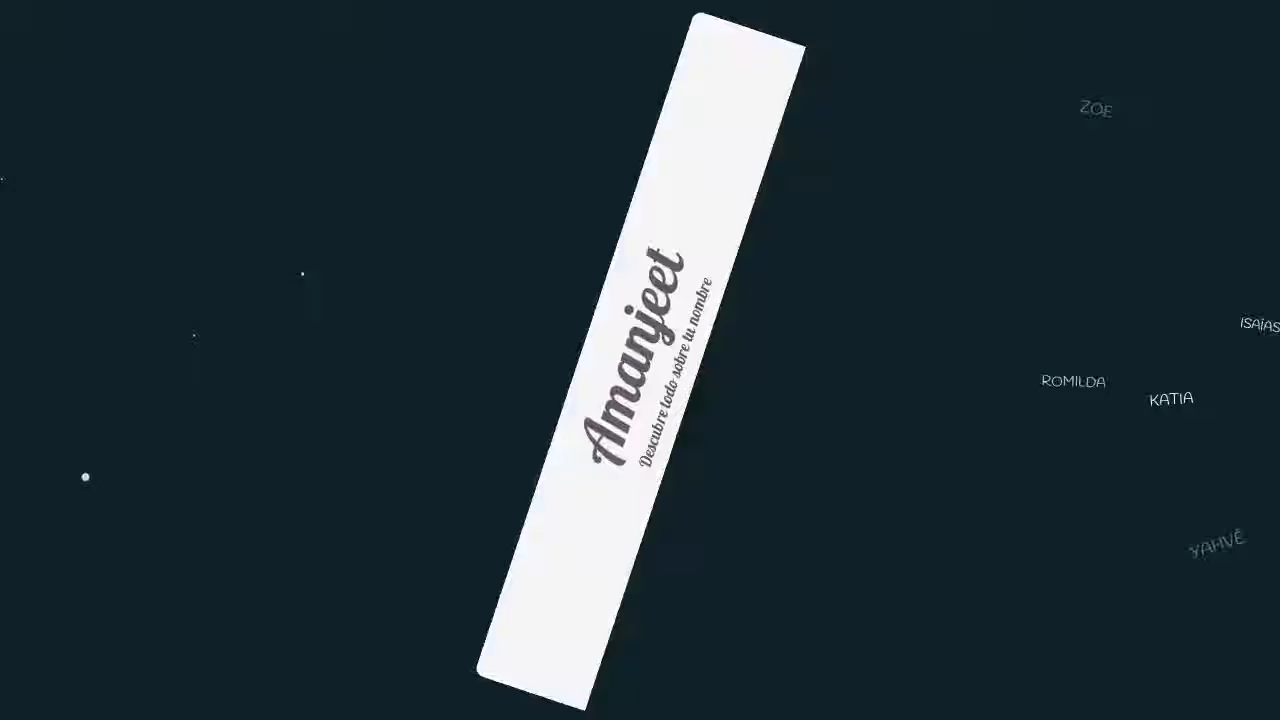 Amanjeet
Descubre todo sobre tu nombre
ZOE
ISAÍAS
ROMILDA
KATIA
YAHVÉ